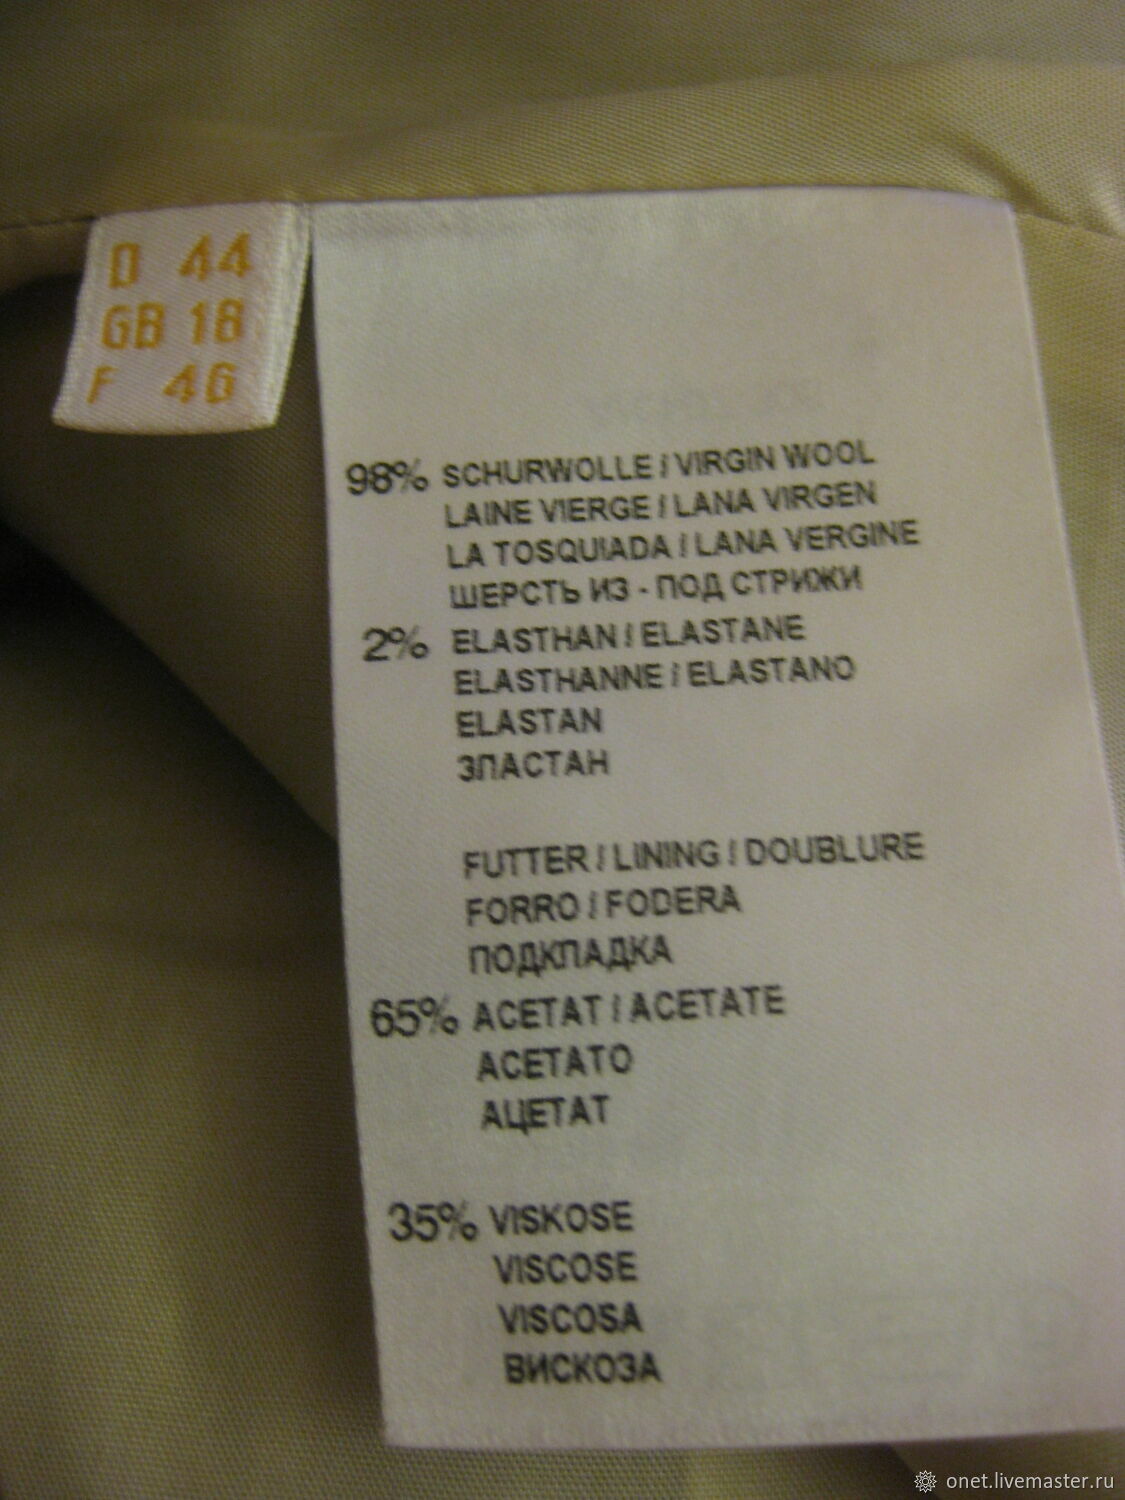 D 44
GB 18
F 46
98% SCHURWOLLE / VIRGIN WOOL
LAINE VIERGE / LANA VIRGEN
LA TOSQUIADA / LANA VERGINE
ШЕРСТЬ ИЗ - ПОД СТРИЖИ
2% ELASTHAN / ELASTANE
ELASTHANNE / ELASTANO
ELASTAN
ЗПАСТАН
FUTTER / LINING / DOUBLURE
FORRO / FODERA
ПОДКПАДКА
65% ACETAT / ACETATE
ACETATO
АЦЕТАТ
35% VISKOSE
VISCOSE
VISCOSA
ВИСКОЗА
onet.livemaster.ru